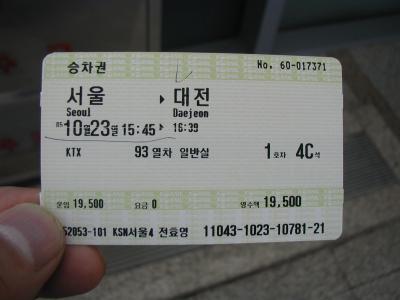 승차권 No. 60-017371
서울 ▸ 대전
Seoul Daejeon
05 10월23일 15:45 ▸ 16:39
KTX 93 열차 일반실 1호차 4C석
운임 19,500 요금 0 영수액 19,500
52053-101 KSN서울4 전효영 11043-1023-10781-21